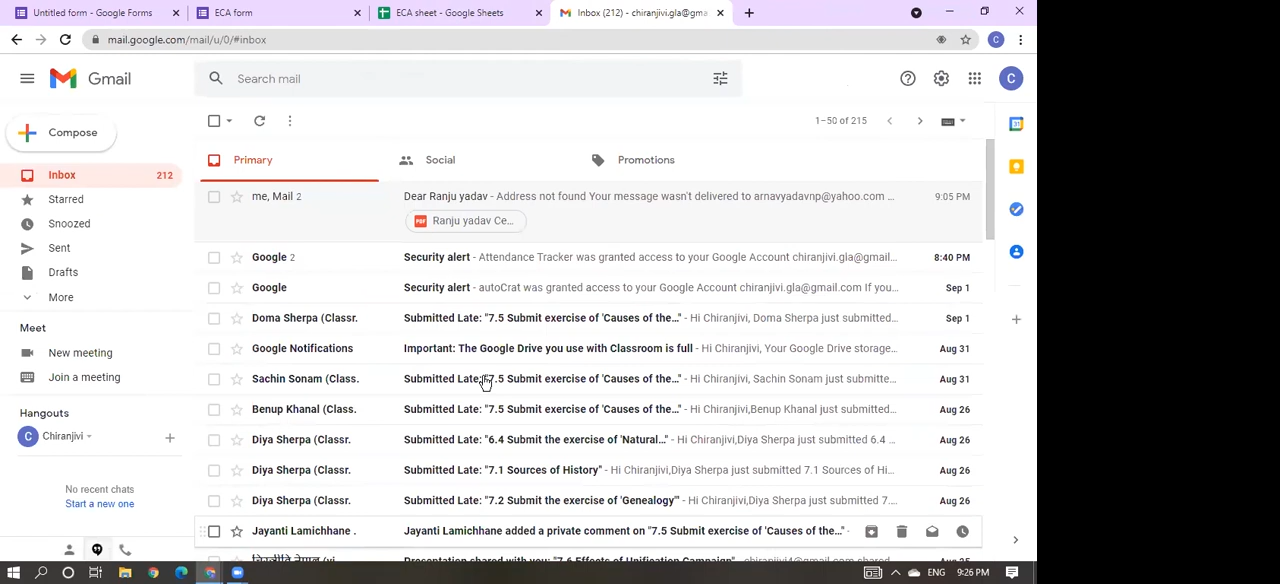 Untitled form - Google Forms
ECA form
ECA sheet - Google Sheets
Inbox (212) - chiranjivi.gla@gma
mail.google.com/mail/u/0/#inbox
C
Gmail
Search mail
C
Compose
1–50 of 215
Inbox 212
Starred
Snoozed
Sent
Drafts
More
Meet
New meeting
Join a meeting
Hangouts
C Chiranjivi
No recent chats
Start a new one
Primary
Social
Promotions
me, Mail 2 Dear Ranju yadav - Address not found Your message wasn't delivered to arnavyadavnp@yahoo.com ... 9:05 PM
PDF Ranju yadav Ce...
Google 2 Security alert - Attendance Tracker was granted access to your Google Account chiranjivi.gla@gmail... 8:40 PM
Google Security alert - autoCrat was granted access to your Google Account chiranjivi.gla@gmail.com If you... Sep 1
Doma Sherpa (Classr. Submitted Late: "7.5 Submit exercise of 'Causes of the..." - Hi Chiranjivi, Doma Sherpa just submitted... Sep 1
Google Notifications Important: The Google Drive you use with Classroom is full - Hi Chiranjivi, Your Google Drive storage... Aug 31
Sachin Sonam (Class. Submitted Late: "7.5 Submit exercise of 'Causes of the..." - Hi Chiranjivi, Sachin Sonam just submitte... Aug 31
Benup Khanal (Class. Submitted Late: "7.5 Submit exercise of 'Causes of the..." - Hi Chiranjivi,Benup Khanal just submitted... Aug 26
Diya Sherpa (Classr. Submitted Late: "6.4 Submit the exercise of 'Natural..." - Hi Chiranjivi,Diya Sherpa just submitted 6.4 ... Aug 26
Diya Sherpa (Classr. Submitted Late: "7.1 Sources of History" - Hi Chiranjivi,Diya Sherpa just submitted 7.1 Sources of Hi... Aug 26
Diya Sherpa (Classr. Submitted Late: "7.2 Submit the exercise of 'Genealogy'" - Hi Chiranjivi,Diya Sherpa just submitted 7.... Aug 26
Jayanti Lamichhane . Jayanti Lamichhane added a private comment on "7.5 Submit exercise of 'Causes of the..." -
Presentation shared with you: "7.6 Effects of Unification Campaign"
ENG 9:26 PM